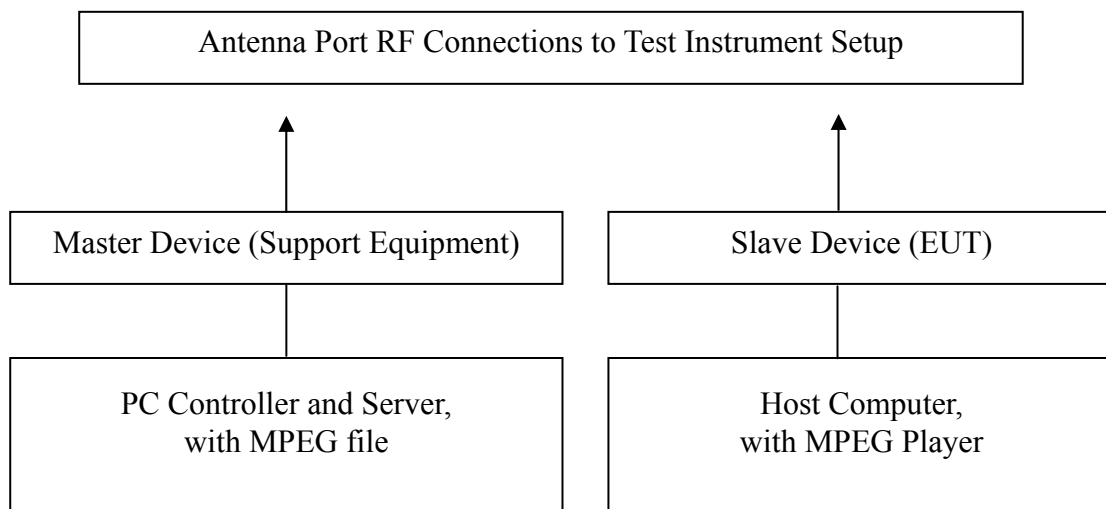 Antenna Port RF Connections to Test Instrument Setup
Master Device (Support Equipment)
Slave Device (EUT)
PC Controller and Server,
with MPEG file
Host Computer,
with MPEG Player